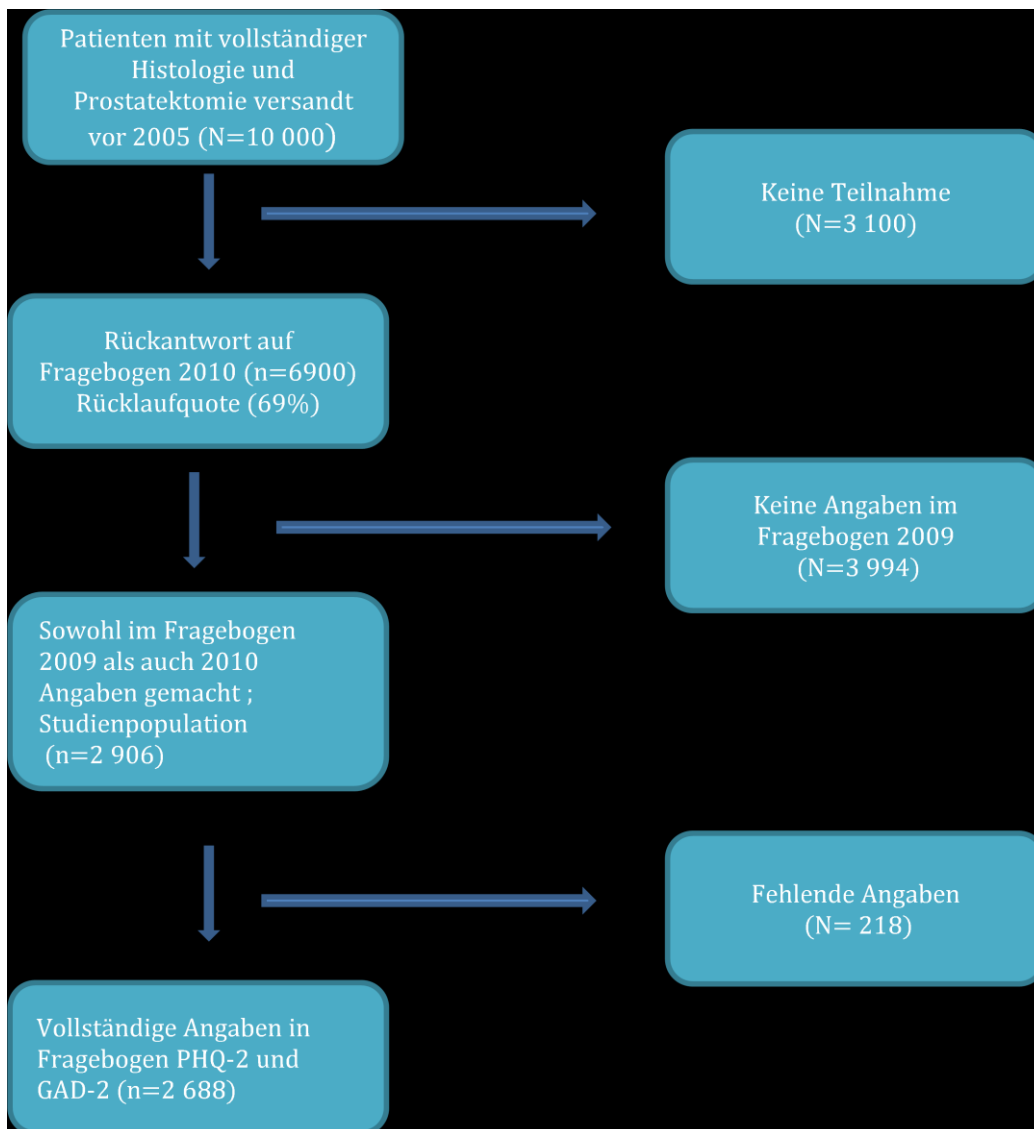 Patienten mit vollständiger
Histologie und
Prostatektomie versandt
vor 2005 (N=10 000)
Keine Teilnahme
(N=3 100)
Rückantwort auf
Fragebogen 2010 (n=6900)
Rücklaufquote (69%)
Keine Angaben im
Fragebogen 2009
(N=3 994)
Sowohl im Fragebogen
2009 als auch 2010
Angaben gemacht ;
Studienpopulation
(n=2 906)
Fehlende Angaben
(N= 218)
Vollständige Angaben in
Fragebogen PHQ-2 und
GAD-2 (n=2 688)